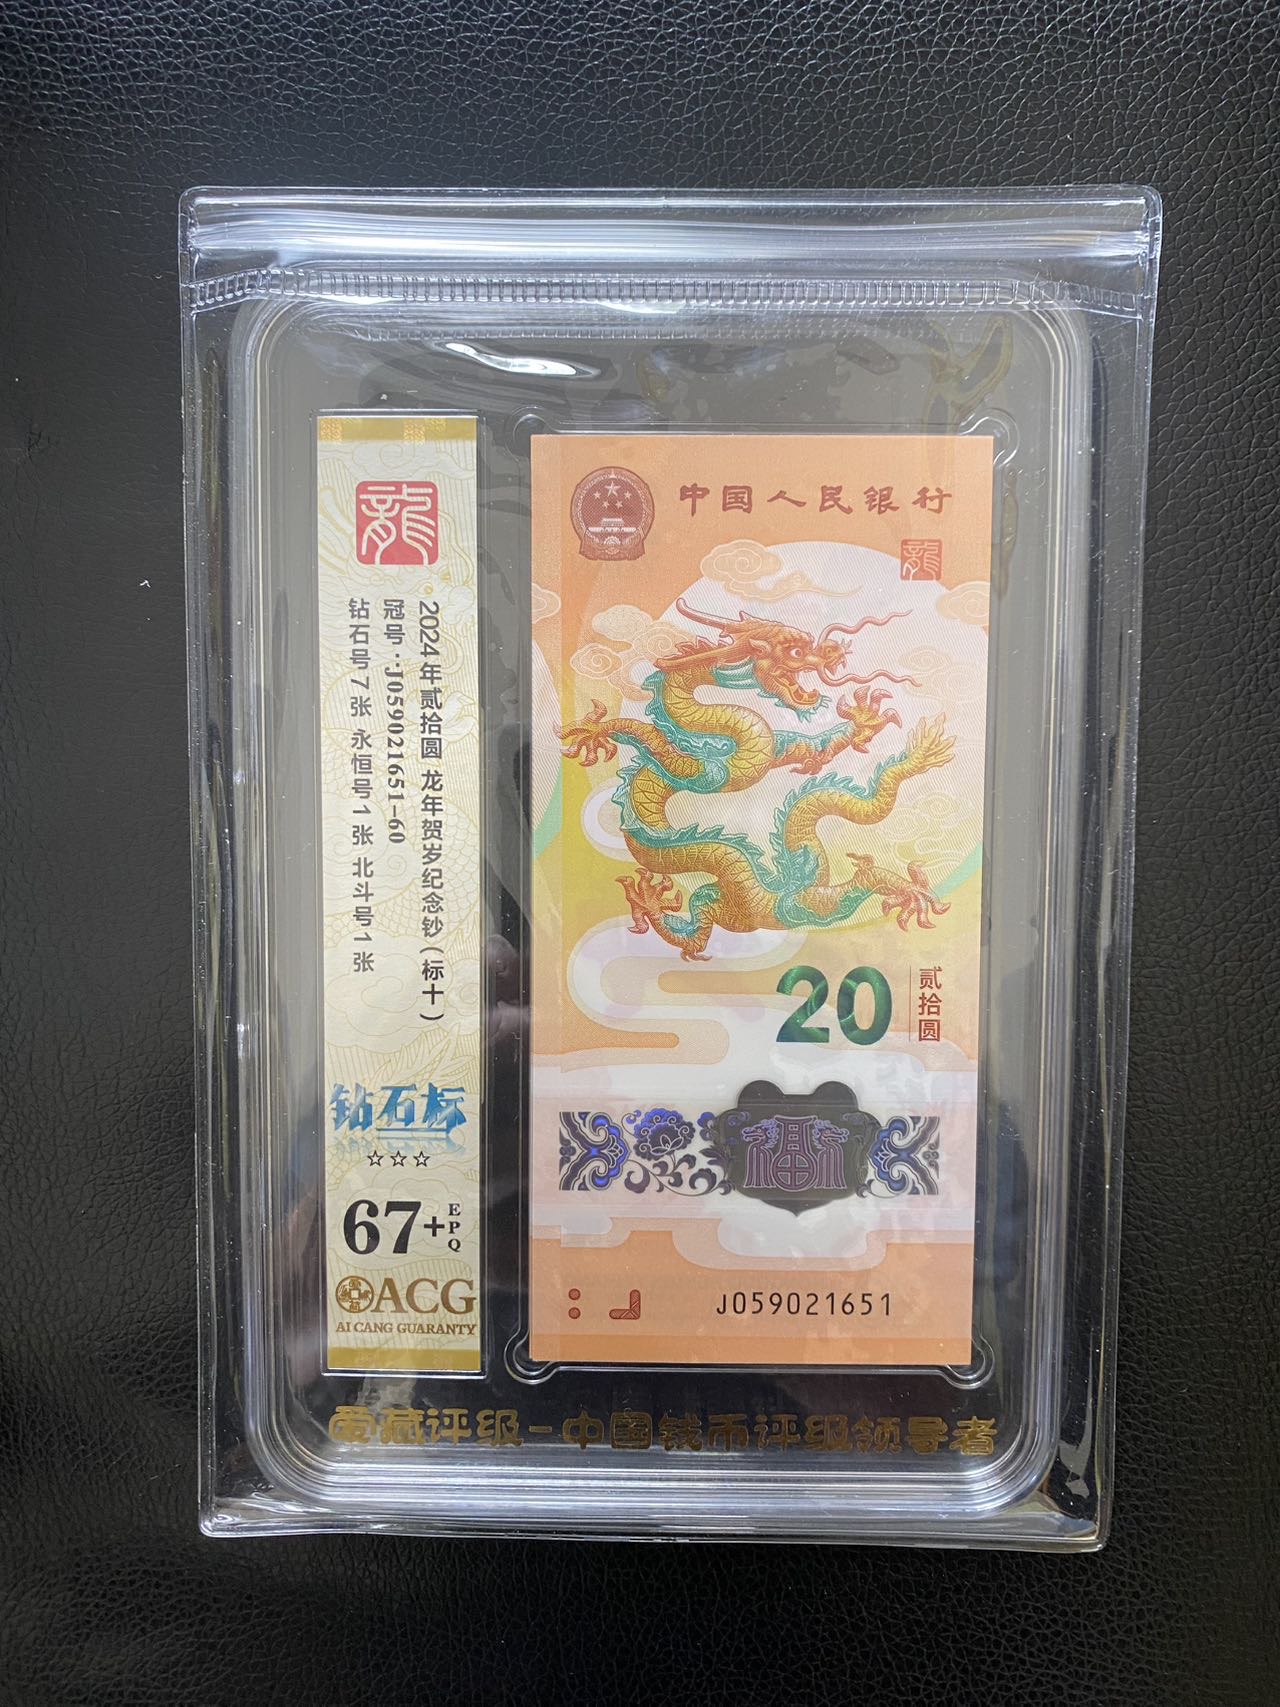 龍
2024年贰拾圆 龙年贺岁纪念钞(标十)
冠号:J059021651-60
钻石号7张 永恒号1张 北斗号1张
钻石标
☆☆☆
67+ EPQ
ACG
AI CANG GUARANTY
中国人民银行
龍
20
贰拾圆
福
J059021651
爱藏评级-中国钱币评级领导者